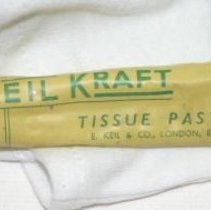 EIL KRAFT
TISSUE PAS
E. KEIL & CO., LONDON, E